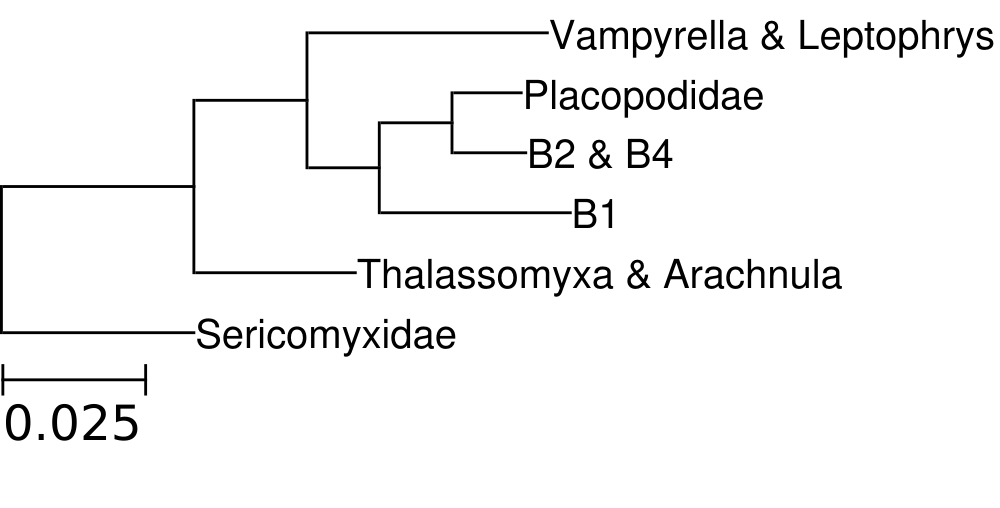 Vampyrella & Leptophrys
Placopodidae
B2 & B4
B1
Thalassomyxa & Arachnula
Sericomyxidae
0.025